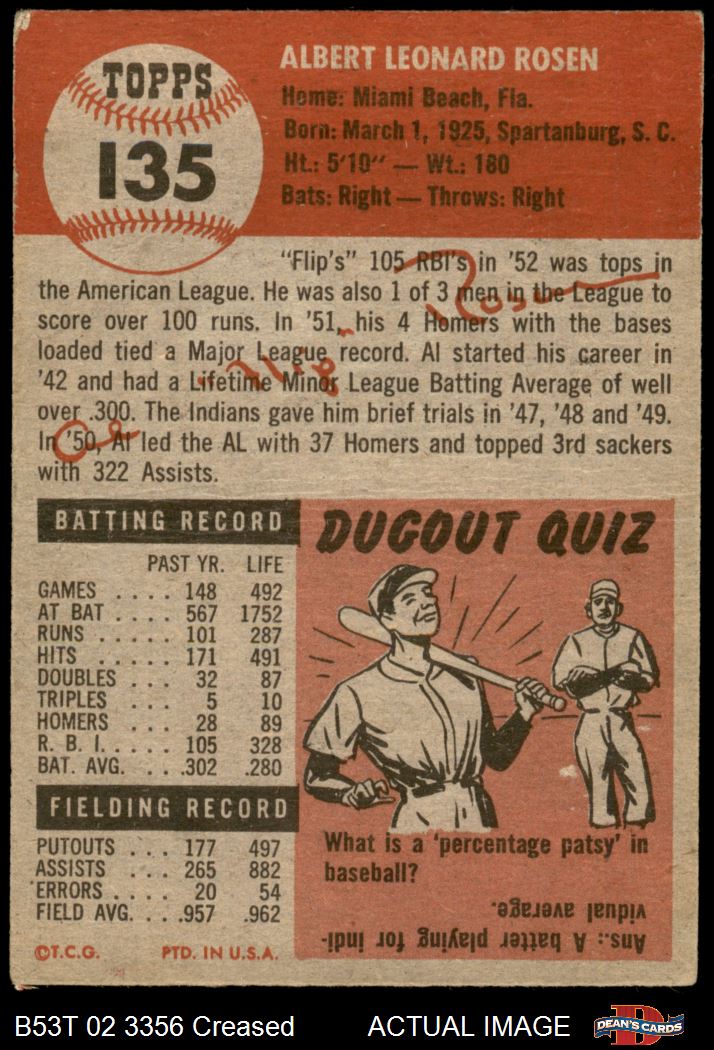 TOPPS
135
ALBERT LEONARD ROSEN
Home: Miami Beach, Fla.
Born: March 1, 1925, Spartanburg, S. C.
Ht.: 5'10" — Wt.: 180
Bats: Right — Throws: Right
"Flip's" 105 RBI's in '52 was tops in
the American League. He was also 1 of 3 men in the League to
score over 100 runs. In '51, his 4 Homers with the bases
loaded tied a Major League record. Al started his career in
'42 and had a Lifetime Minor League Batting Average of well
over .300. The Indians gave him brief trials in '47, '48 and '49.
In '50, Al led the AL with 37 Homers and topped 3rd sackers
with 322 Assists.
Al "Flip" Rosen
BATTING RECORD
PAST YR. LIFE
GAMES .... 148 492
AT BAT .... 567 1752
RUNS ..... 101 287
HITS ..... 171 491
DOUBLES ... 32 87
TRIPLES ... 5 10
HOMERS ... 28 89
R. B. I. .... 105 328
BAT. AVG. ... .302 .280
FIELDING RECORD
PUTOUTS ... 177 497
ASSISTS ... 265 882
ERRORS ... 20 54
FIELD AVG. ... .957 .962
©T.C.G. PTD. IN U.S.A.
DUGOUT QUIZ
What is a 'percentage patsy' in
baseball?
Ans.: A batter playing for indi-
vidual average.
B53T 02 3356 Creased ACTUAL IMAGE
D
DEAN'S CARDS